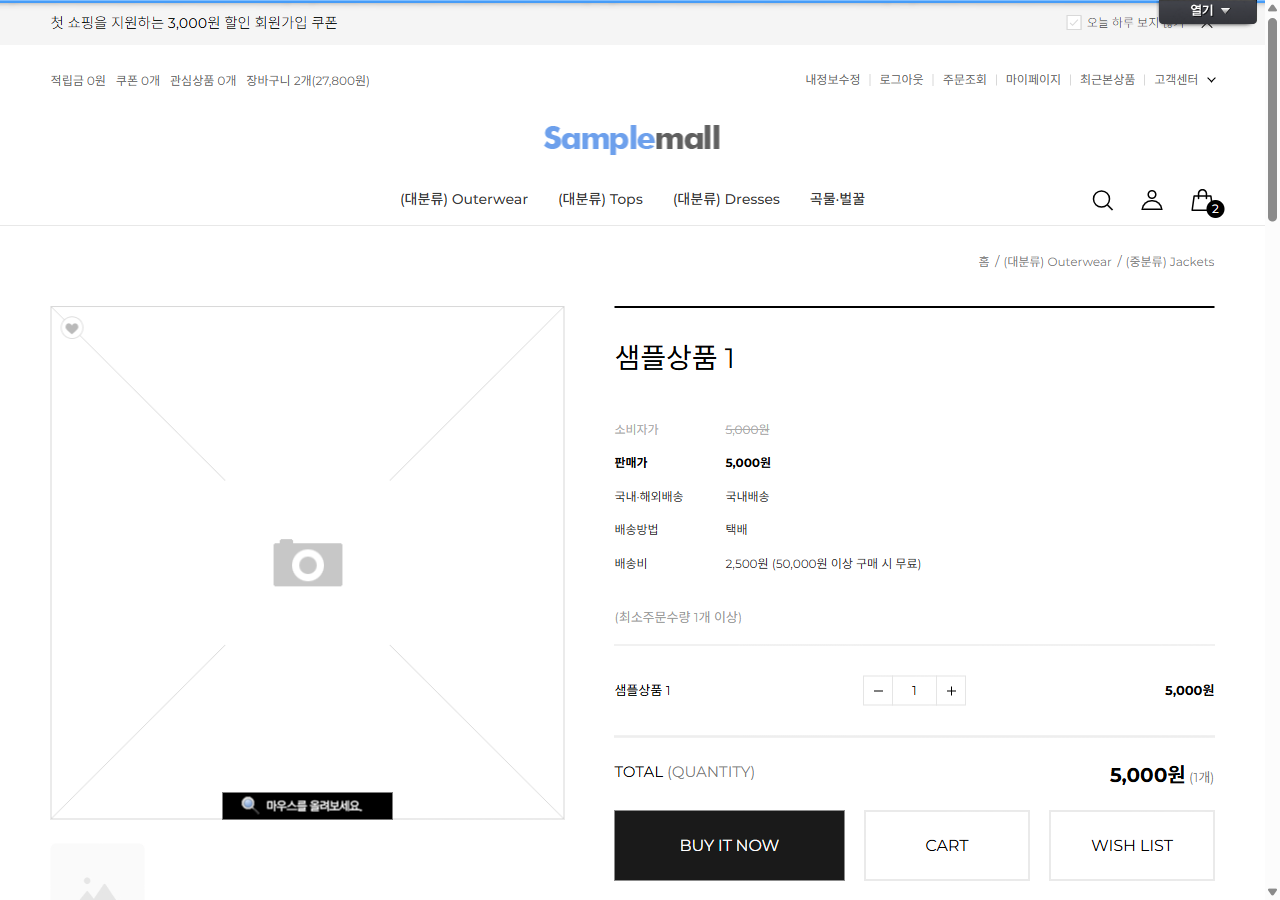 첫 쇼핑을 지원하는 3,000원 할인 회원가입 쿠폰
오늘 하루 보지
열기
적립금 0원 쿠폰 0개 관심상품 0개 장바구니 2개(27,800원)
내정보수정 로그아웃 주문조회 마이페이지 최근본상품 고객센터
Samplemall
(대분류) Outerwear (대분류) Tops (대분류) Dresses 곡물·벌꿀
2
홈 / (대분류) Outerwear / (중분류) Jackets
샘플상품 1
소비자가 5,000원
판매가 5,000원
국내·해외배송 국내배송
배송방법 택배
배송비 2,500원 (50,000원 이상 구매 시 무료)
(최소주문수량 1개 이상)
샘플상품 1 1 5,000원
TOTAL (QUANTITY) 5,000원 (1개)
마우스를 올려보세요.
BUY IT NOW CART WISH LIST